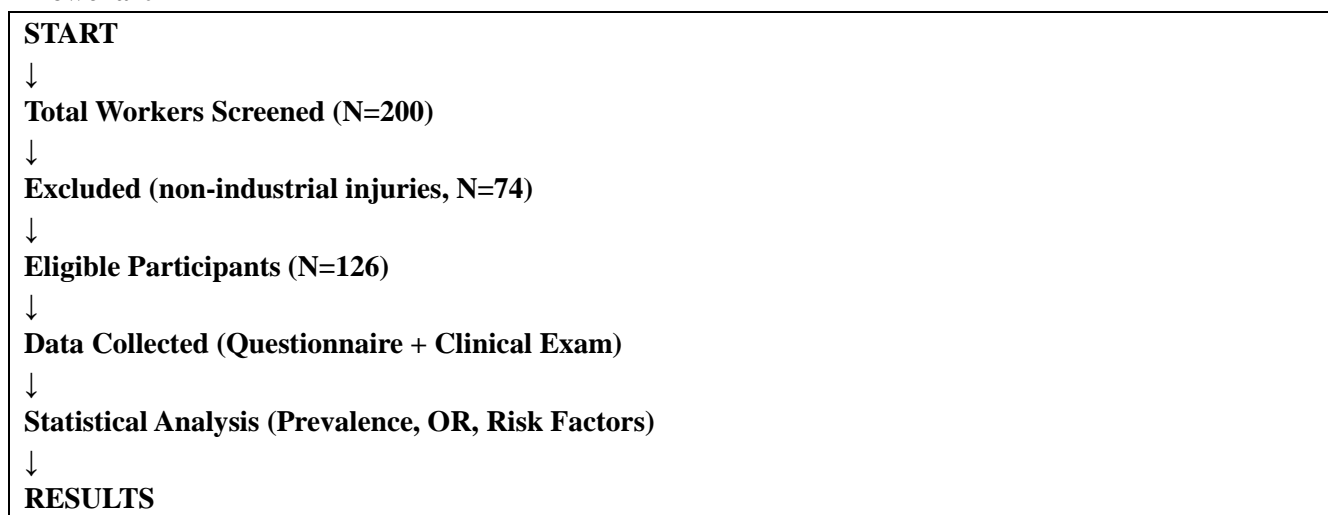 START
↓
Total Workers Screened (N=200)
↓
Excluded (non-industrial injuries, N=74)
↓
Eligible Participants (N=126)
↓
Data Collected (Questionnaire + Clinical Exam)
↓
Statistical Analysis (Prevalence, OR, Risk Factors)
↓
RESULTS